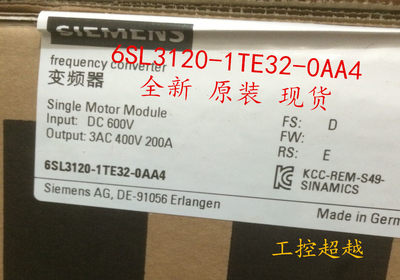 SIEMENS
6SL3120-1TE32-0AA4
frequency converter
变频器
全新 原装 现货
Single Motor Module
Input: DC 600V
Output: 3AC 400V 200A
FS: D
FW:
RS: E
6SL3120-1TE32-0AA4
KCC-REM-S49-
SINAMICS
Siemens AG, DE-91056 Erlangen
Made in Germ
工控超越